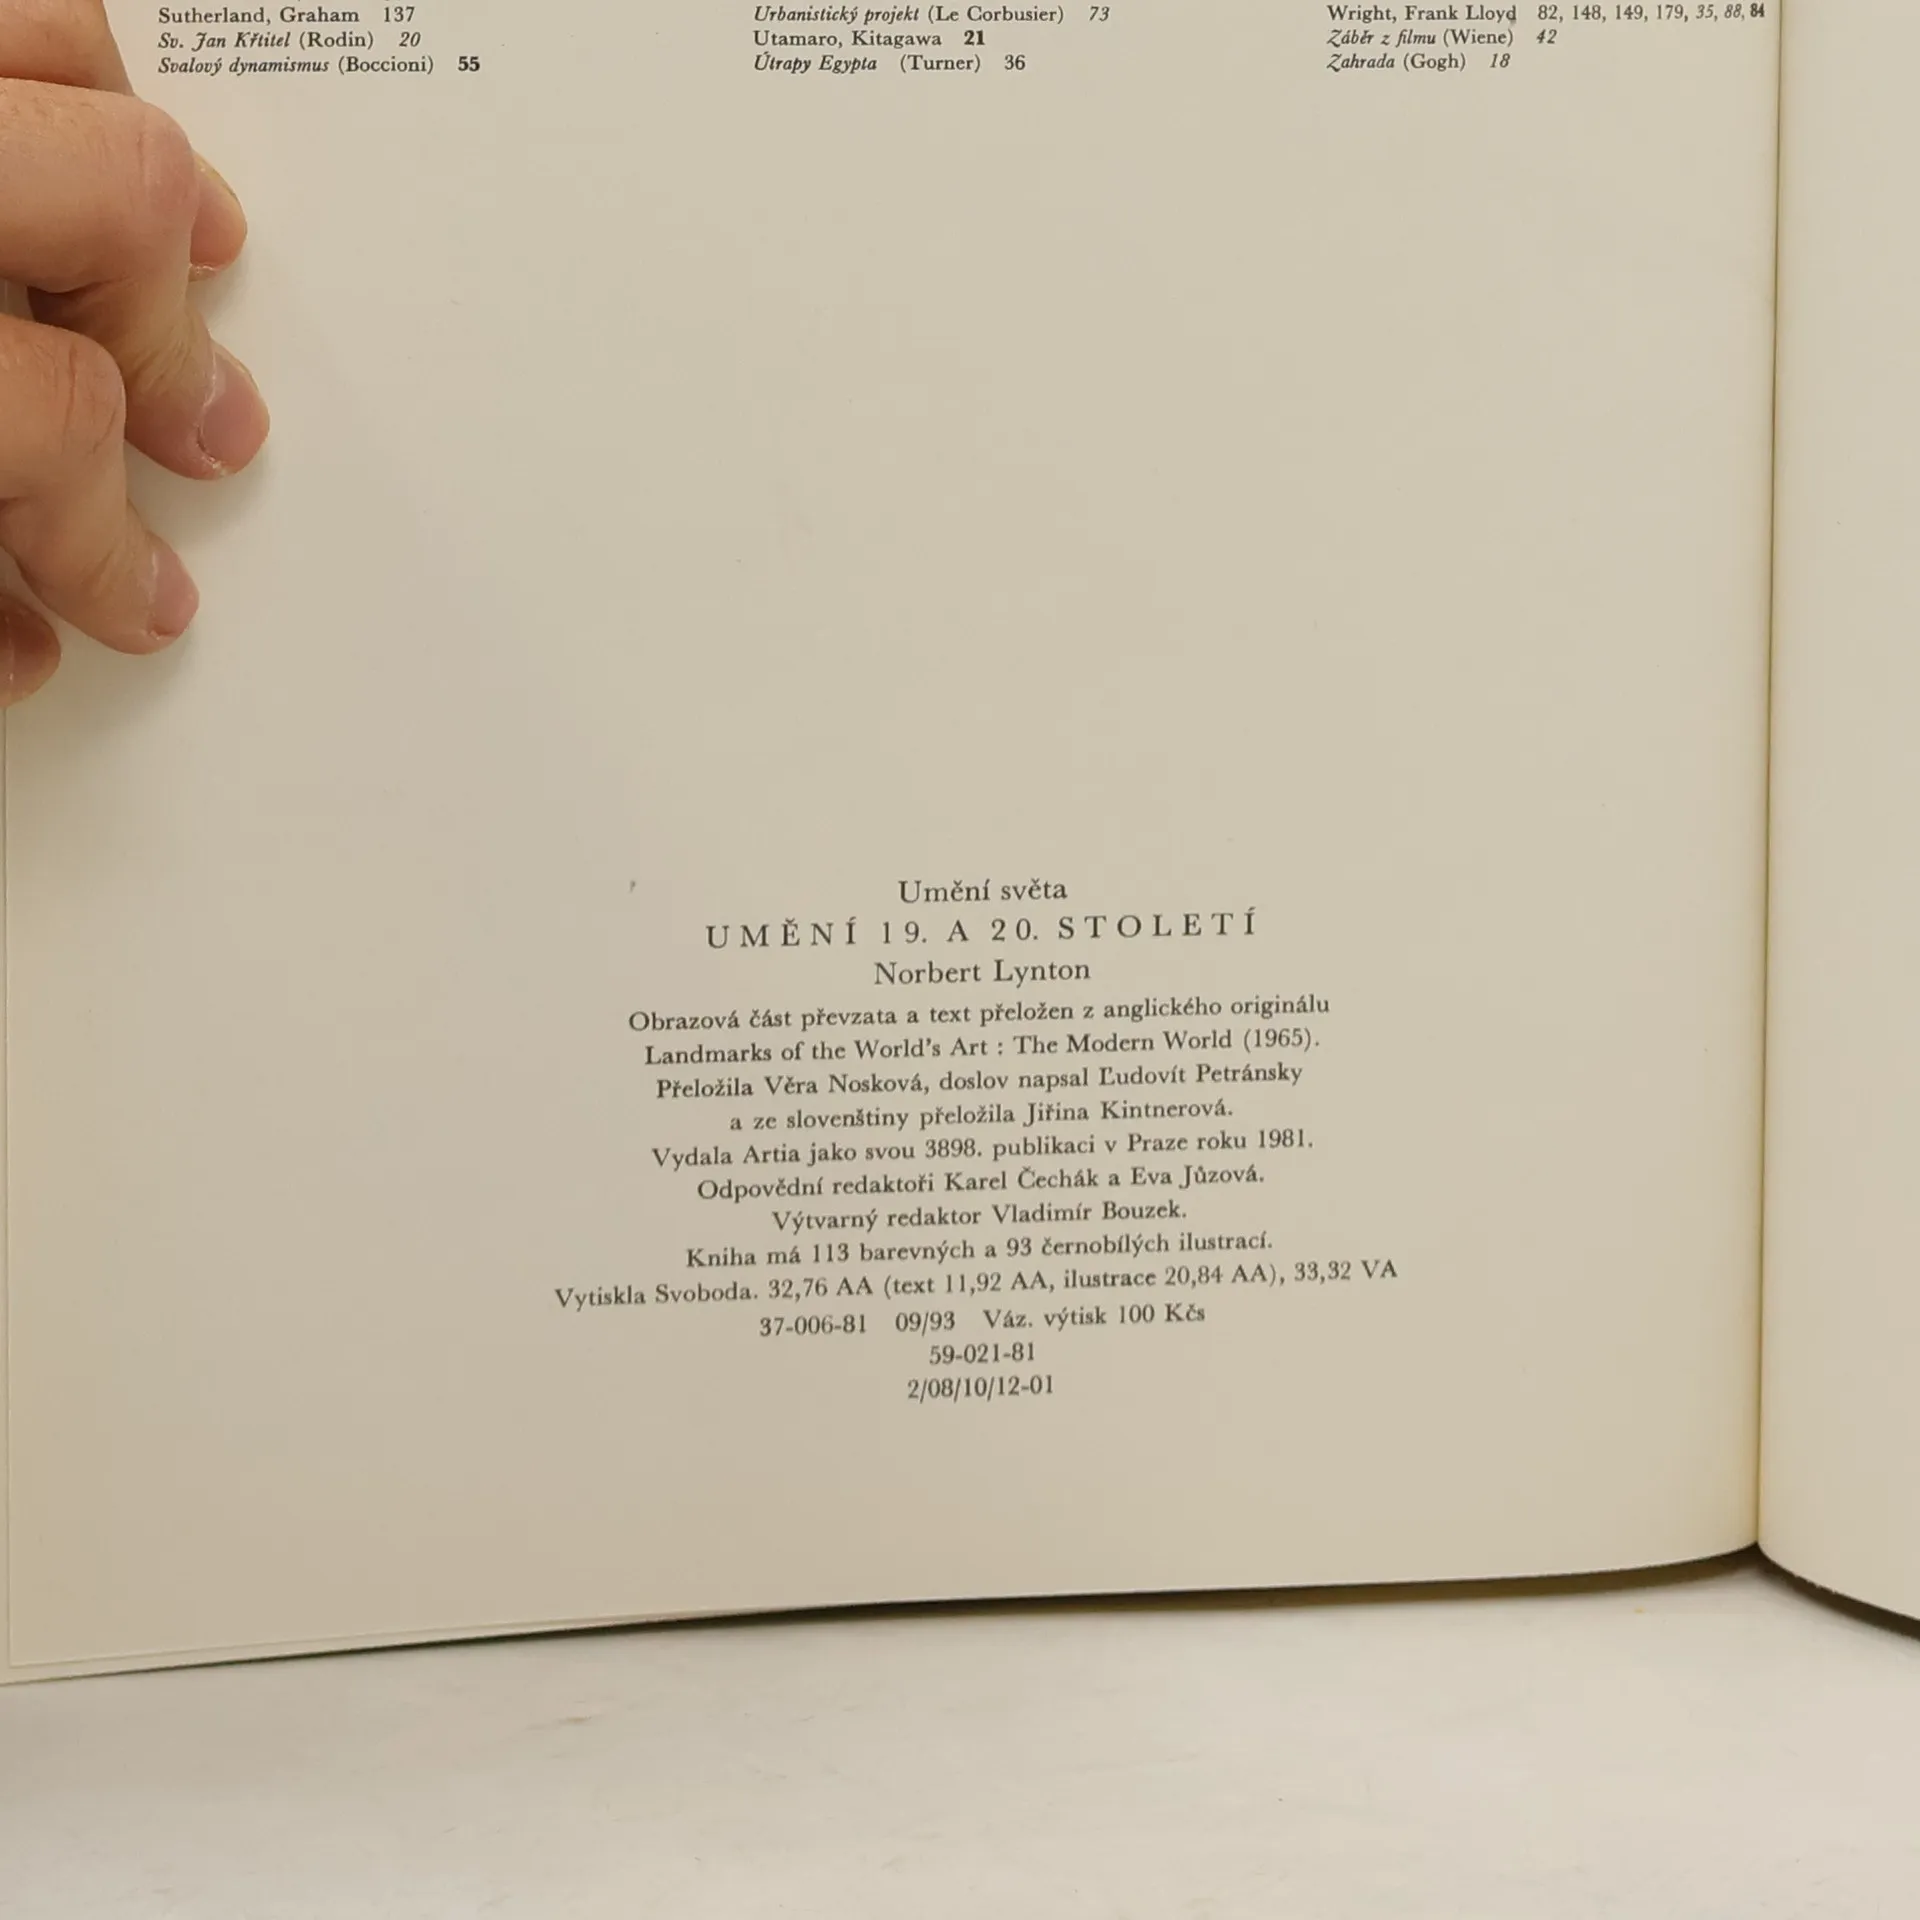 Sutherland, Graham 137
Sv. Jan Křtitel (Rodin) 20
Svalový dynamismus (Boccioni) 55
Urbanistický projekt (Le Corbusier) 73
Utamaro, Kitagawa 21
Útrapy Egypta (Turner) 36
Wright, Frank Lloyd 82, 148, 149, 179, 35, 88, 84
Záběr z filmu (Wiene) 42
Zahrada (Gogh) 18
Umění světa
UMĚNÍ 19. A 20. STOLETÍ
Norbert Lynton
Obrazová část převzata a text přeložen z anglického originálu
Landmarks of the World's Art : The Modern World (1965).
Přeložila Věra Nosková, doslov napsal Ľudovít Petránsky
a ze slovenštiny přeložila Jiřina Kintnerová.
Vydala Artia jako svou 3898. publikaci v Praze roku 1981.
Odpovědní redaktoři Karel Čechák a Eva Jůzová.
Výtvarný redaktor Vladimír Bouzek.
Kniha má 113 barevných a 93 černobílých ilustrací.
Vytiskla Svoboda. 32,76 AA (text 11,92 AA, ilustrace 20,84 AA), 33,32 VA
37-006-81 09/93 Váz. výtisk 100 Kčs
59-021-81
2/08/10/12-01